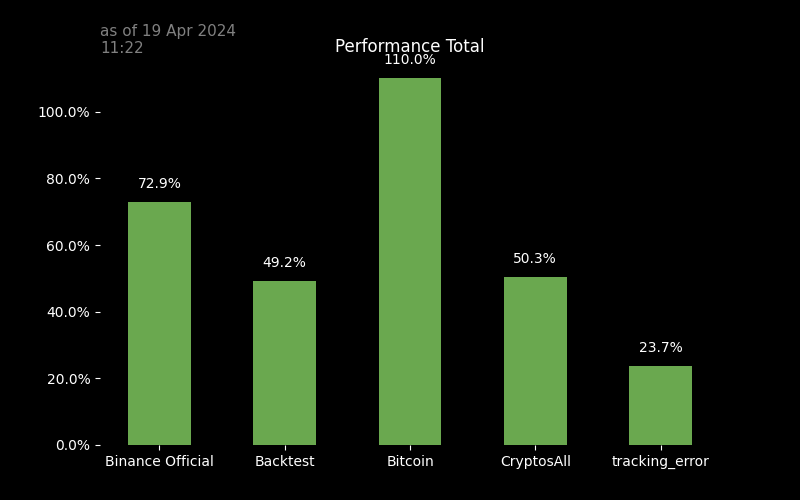 as of 19 Apr 2024
11:22
Performance Total
110.0%
100.0%
80.0%
72.9%
60.0%
49.2%
50.3%
40.0%
23.7%
20.0%
0.0%
Binance Official
Backtest
Bitcoin
CryptosAll
tracking_error